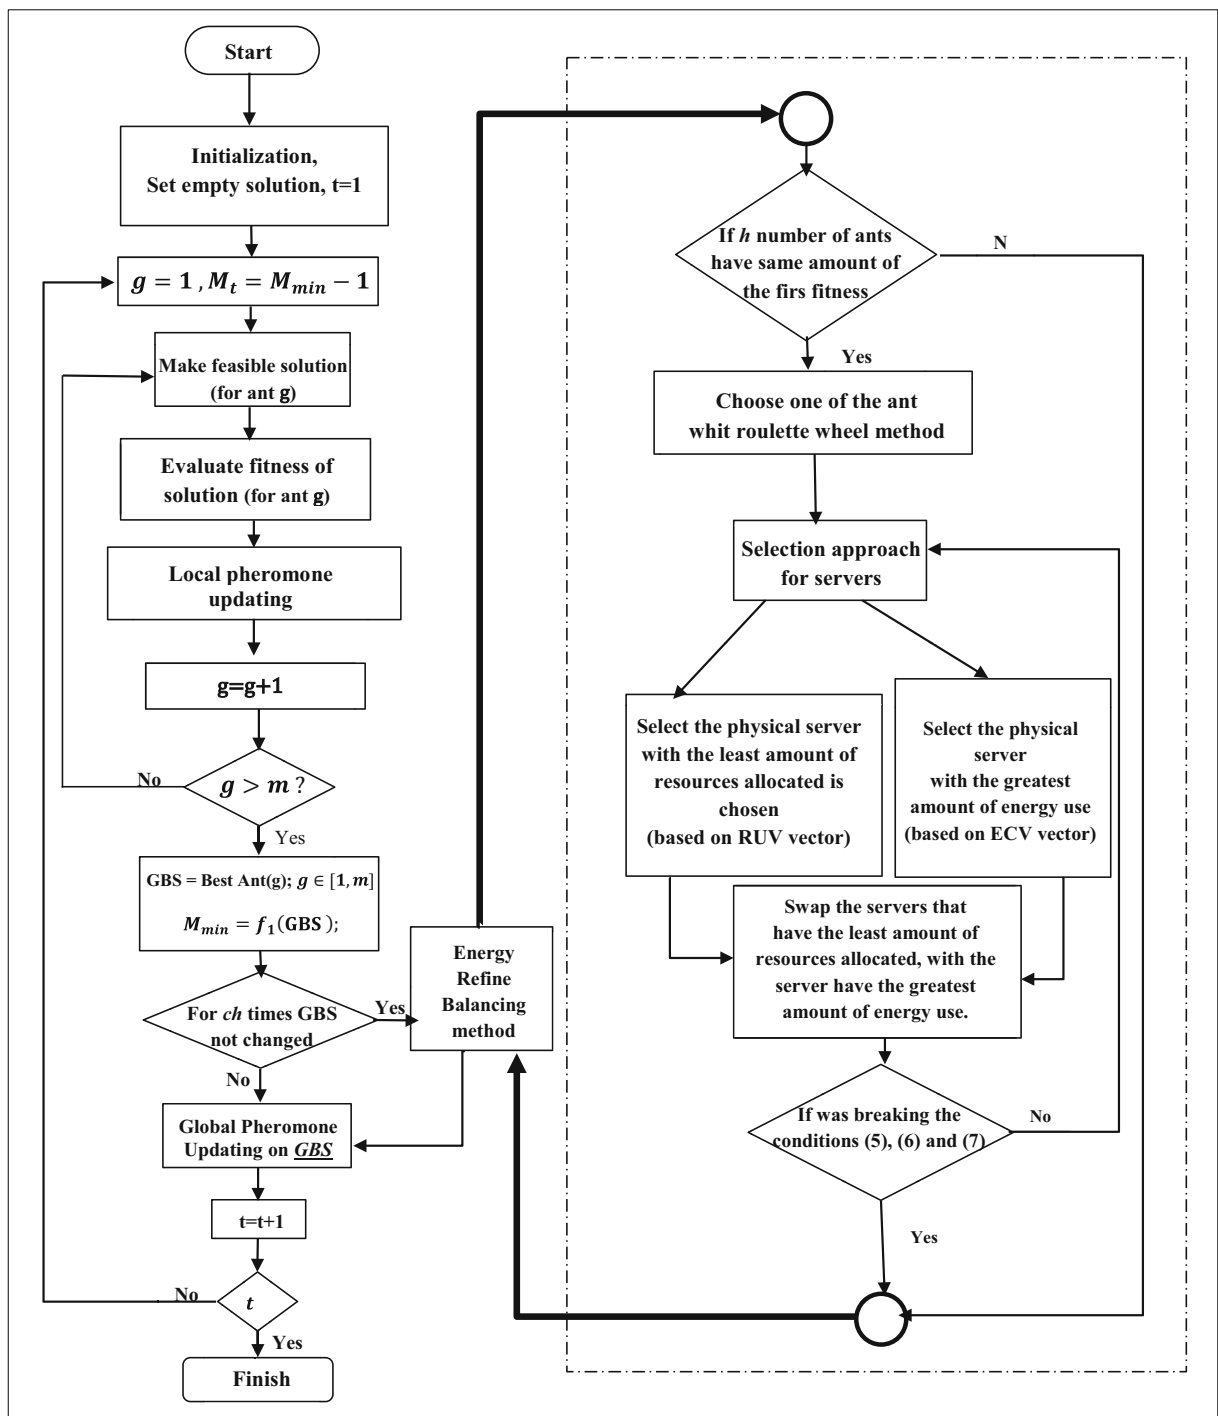 Start
Initialization,
Set empty solution, t=1
g = 1 , M_t = M_min − 1
Make feasible solution
(for ant g)
Evaluate fitness of
solution (for ant g)
Local pheromone
updating
g=g+1
No
g > m ?
Yes
GBS = Best Ant(g); g ∈ [1, m]
M_min = f_1(GBS );
For ch times GBS
not changed
Yes
No
Energy
Refine
Balancing
method
Global Pheromone
Updating on GBS
t=t+1
No
t
Yes
Finish
If h number of ants
have same amount of
the firs fitness
N
Yes
Choose one of the ant
whit roulette wheel method
Selection approach
for servers
Select the physical server
with the least amount of
resources allocated is
chosen
(based on RUV vector)
Select the physical
server
with the greatest
amount of energy use
(based on ECV vector)
Swap the servers that
have the least amount of
resources allocated, with the
server have the greatest
amount of energy use.
If was breaking the
conditions (5), (6) and (7)
No
Yes